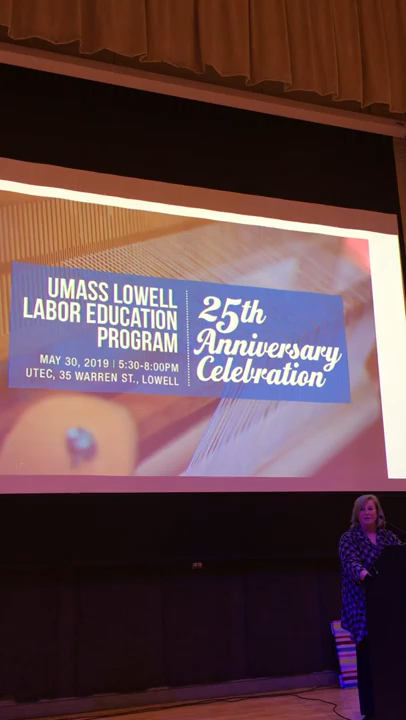 UMASS LOWELL
LABOR EDUCATION
PROGRAM
MAY 30, 2019 | 5:30-8:00PM
UTEC, 35 WARREN ST., LOWELL
25th
Anniversary
Celebration